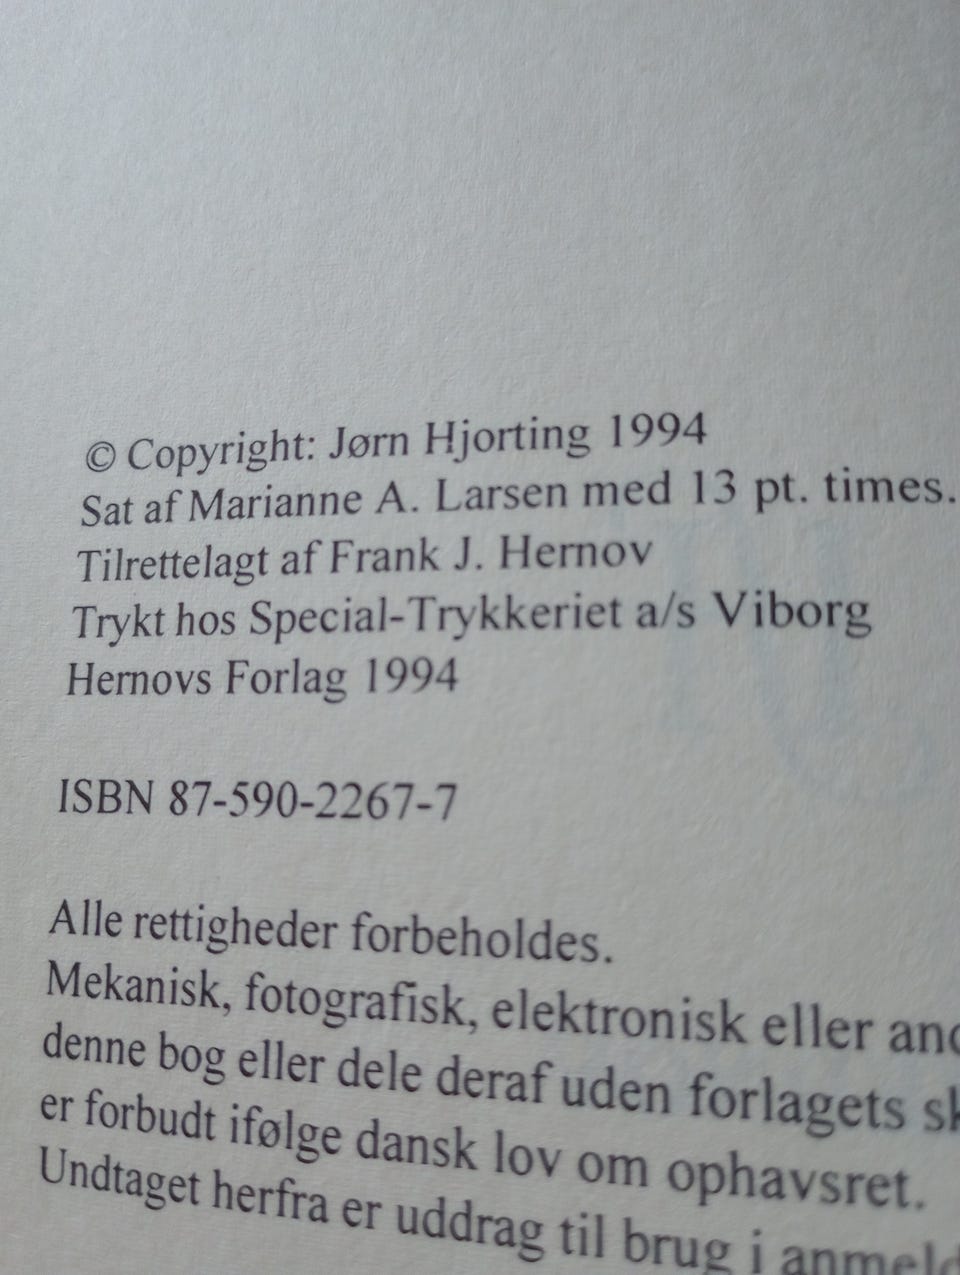 © Copyright: Jørn Hjorting 1994
Sat af Marianne A. Larsen med 13 pt. times.
Tilrettelagt af Frank J. Hernov
Trykt hos Special-Trykkeriet a/s Viborg
Hernovs Forlag 1994
ISBN 87-590-2267-7
Alle rettigheder forbeholdes.
Mekanisk, fotografisk, elektronisk eller
denne bog eller dele deraf uden forlagets
er forbudt ifølge dansk lov om ophavsret.
Undtaget herfra er uddrag til brug i